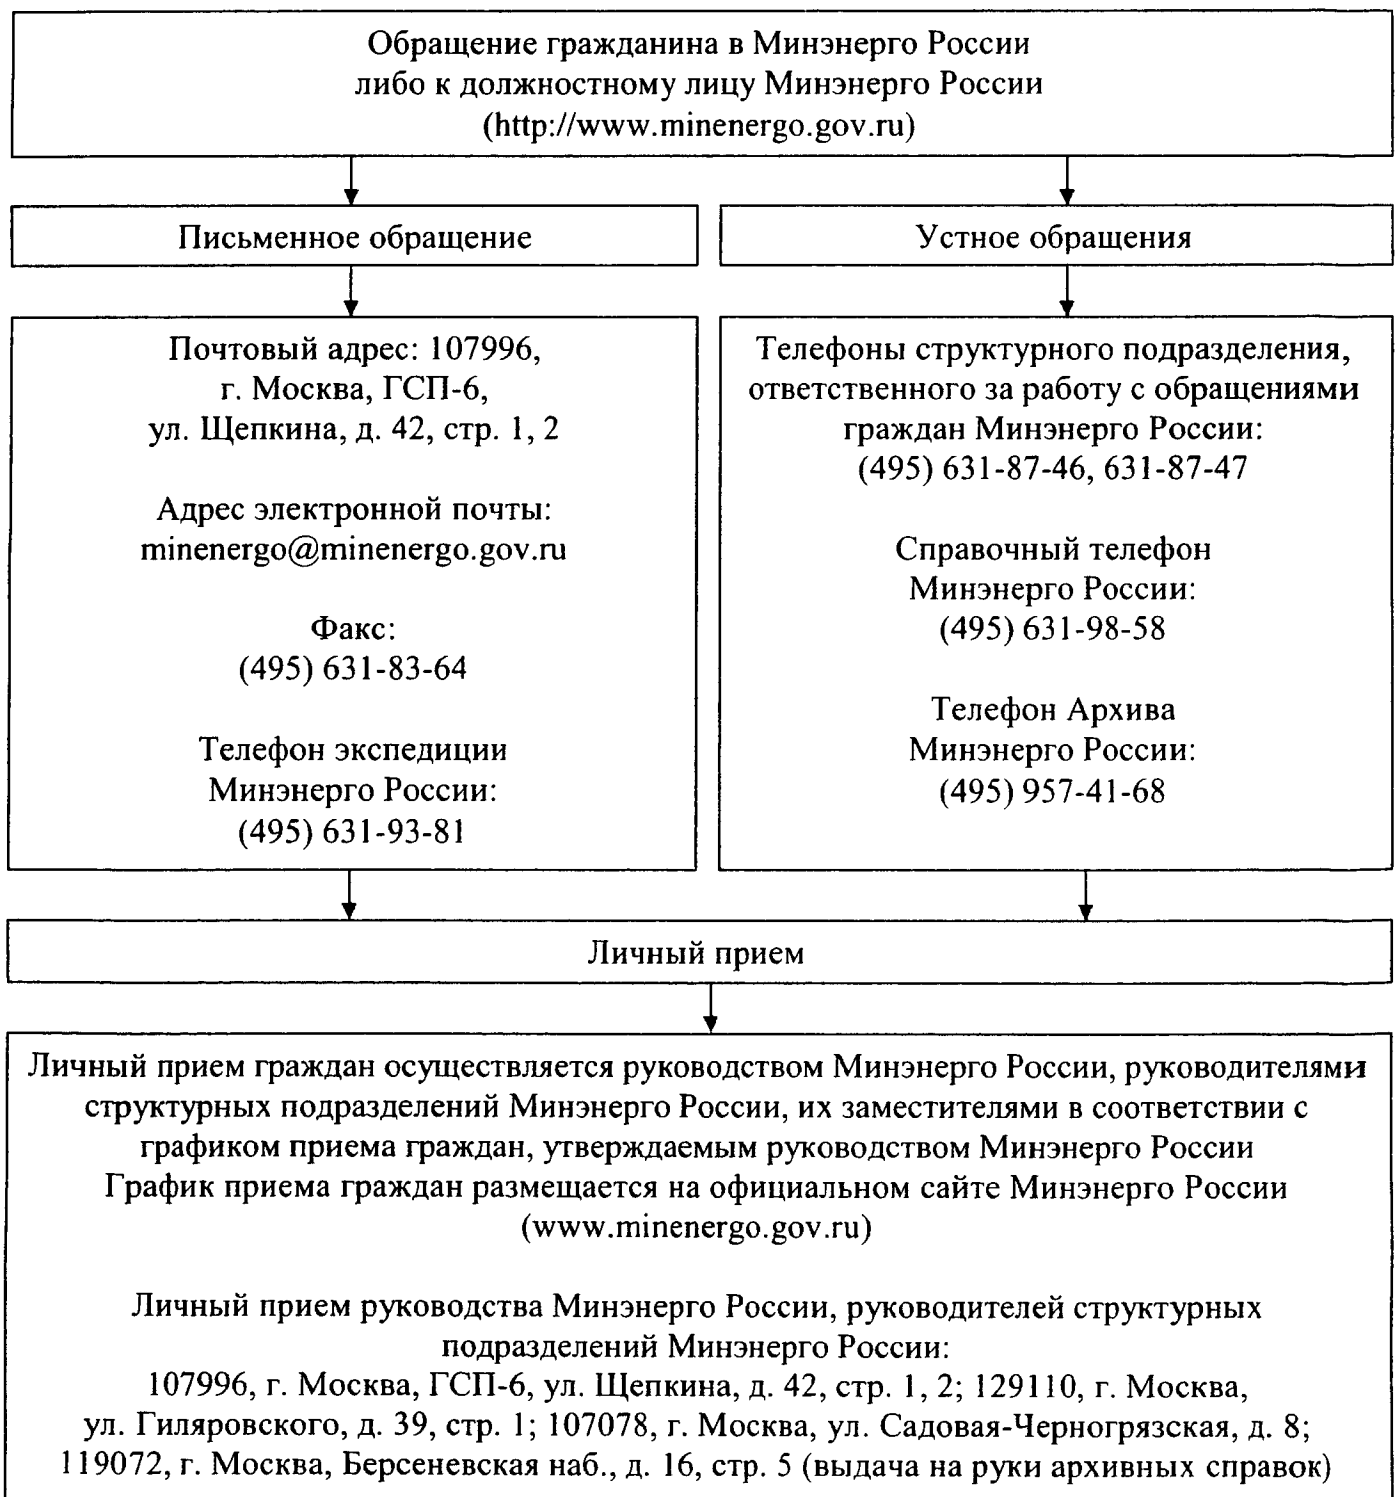 Обращение гражданина в Минэнерго России
либо к должностному лицу Минэнерго России
(http://www.minenergo.gov.ru)
Письменное обращение
Устное обращения
Почтовый адрес: 107996,
г. Москва, ГСП-6,
ул. Щепкина, д. 42, стр. 1, 2
Адрес электронной почты:
minenergo@minenergo.gov.ru
Факс:
(495) 631-83-64
Телефон экспедиции
Минэнерго России:
(495) 631-93-81
Телефоны структурного подразделения,
ответственного за работу с обращениями
граждан Минэнерго России:
(495) 631-87-46, 631-87-47
Справочный телефон
Минэнерго России:
(495) 631-98-58
Телефон Архива
Минэнерго России:
(495) 957-41-68
Личный прием
Личный прием граждан осуществляется руководством Минэнерго России, руководителями
структурных подразделений Минэнерго России, их заместителями в соответствии с
графиком приема граждан, утверждаемым руководством Минэнерго России
График приема граждан размещается на официальном сайте Минэнерго России
(www.minenergo.gov.ru)
Личный прием руководства Минэнерго России, руководителей структурных
подразделений Минэнерго России:
107996, г. Москва, ГСП-6, ул. Щепкина, д. 42, стр. 1, 2; 129110, г. Москва,
ул. Гиляровского, д. 39, стр. 1; 107078, г. Москва, ул. Садовая-Черногрязская, д. 8;
119072, г. Москва, Берсеневская наб., д. 16, стр. 5 (выдача на руки архивных справок)